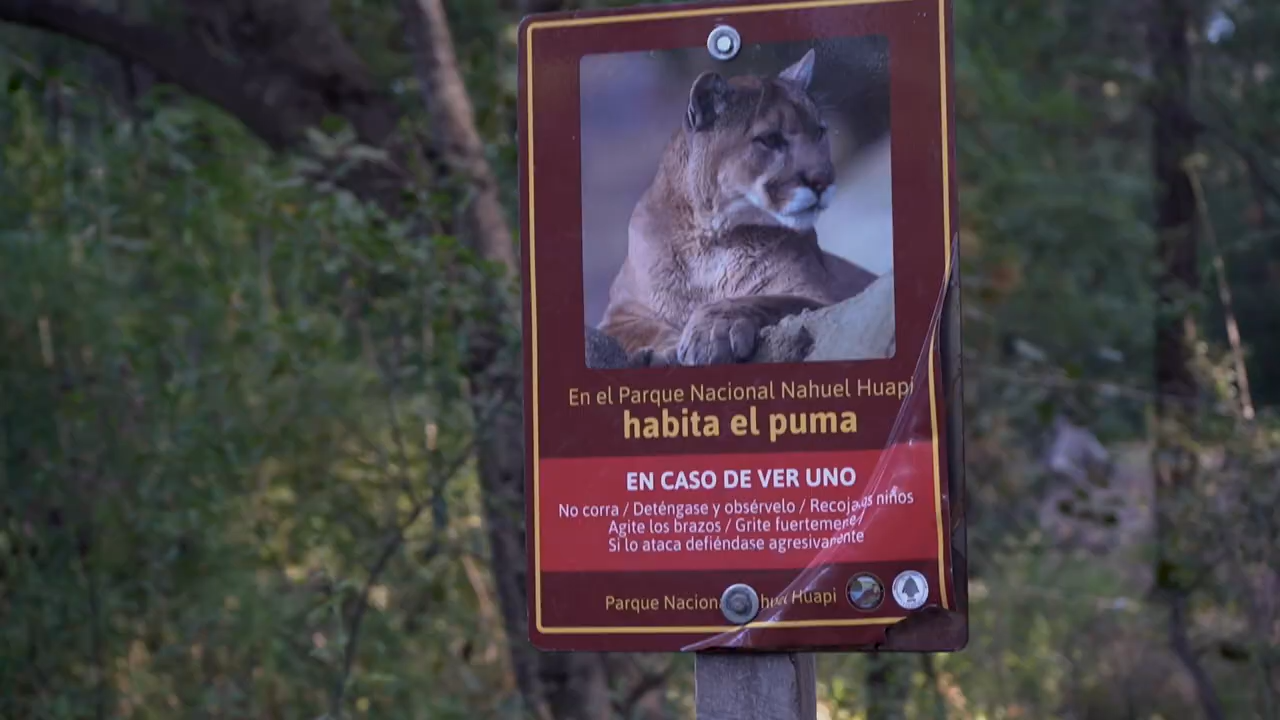 En el Parque Nacional Nahuel Huapi
habita el puma
EN CASO DE VER UNO
No corra / Deténgase y obsérvelo / Recoja niños
Agite los brazos / Grite fuertemente
Si lo ataca defiéndase agresivamente
Parque Nacional Nahuel Huapi